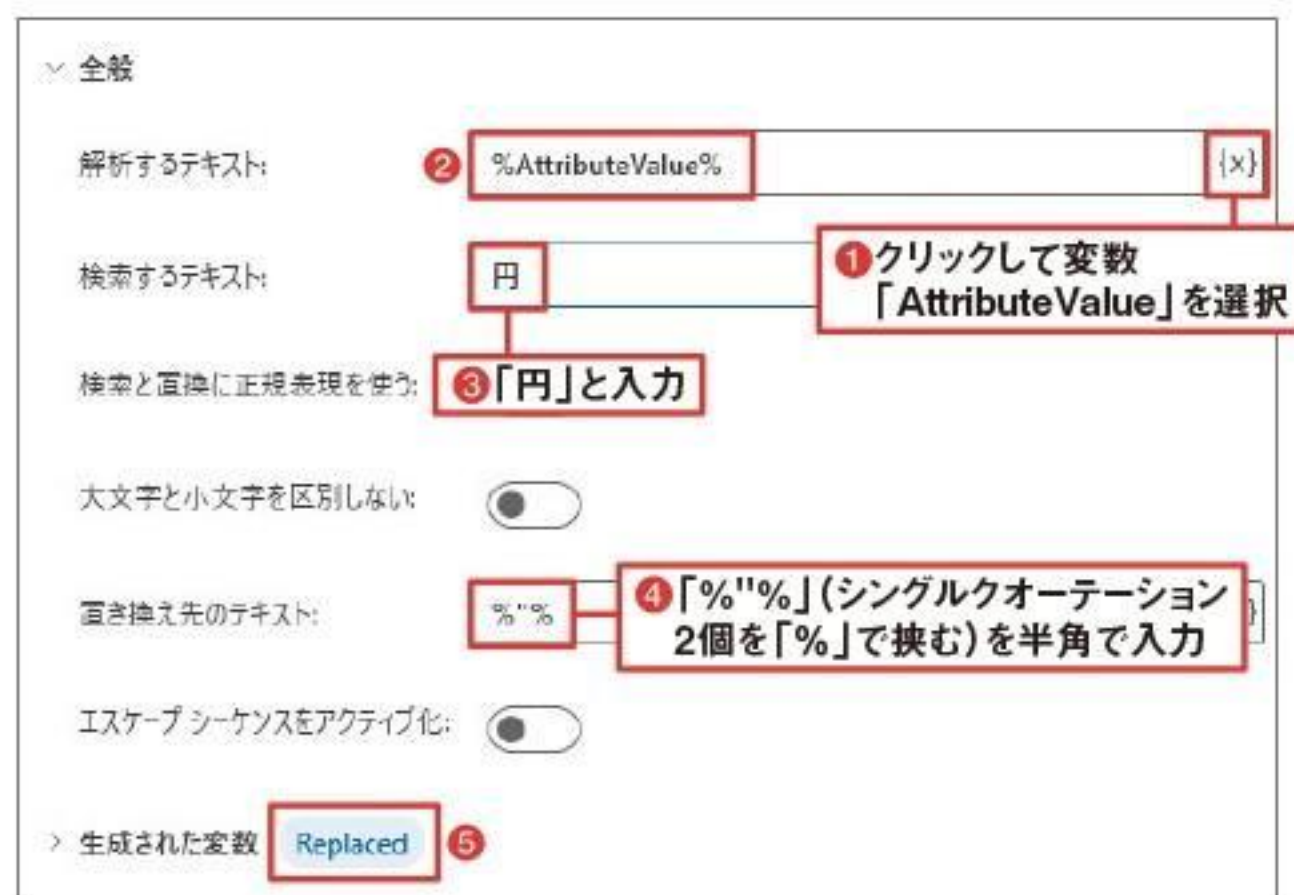 全般
解析するテキスト:
❷
%AttributeValue%
{x}
❶クリックして変数
「AttributeValue」を選択
検索するテキスト:
円
検索と置換に正規表現を使う:
❸「円」と入力
大文字と小文字を区別しない:
置き換え先のテキスト:
%''%
❹「%''%」(シングルクオーテーション
2個を「%」で挟む)を半角で入力
}
エスケープ シーケンスをアクティブ化:
生成された変数
Replaced
❺